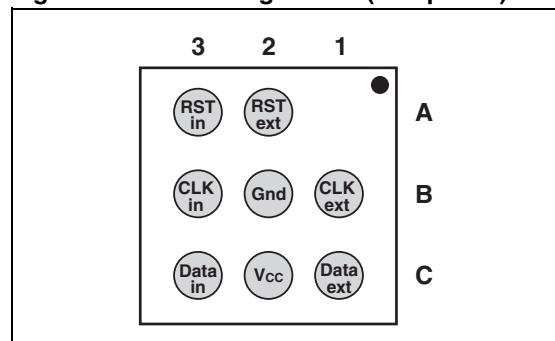 3 2 1
RST in
RST ext
A
CLK in
Gnd
CLK ext
B
Data in
Vcc
Data ext
C